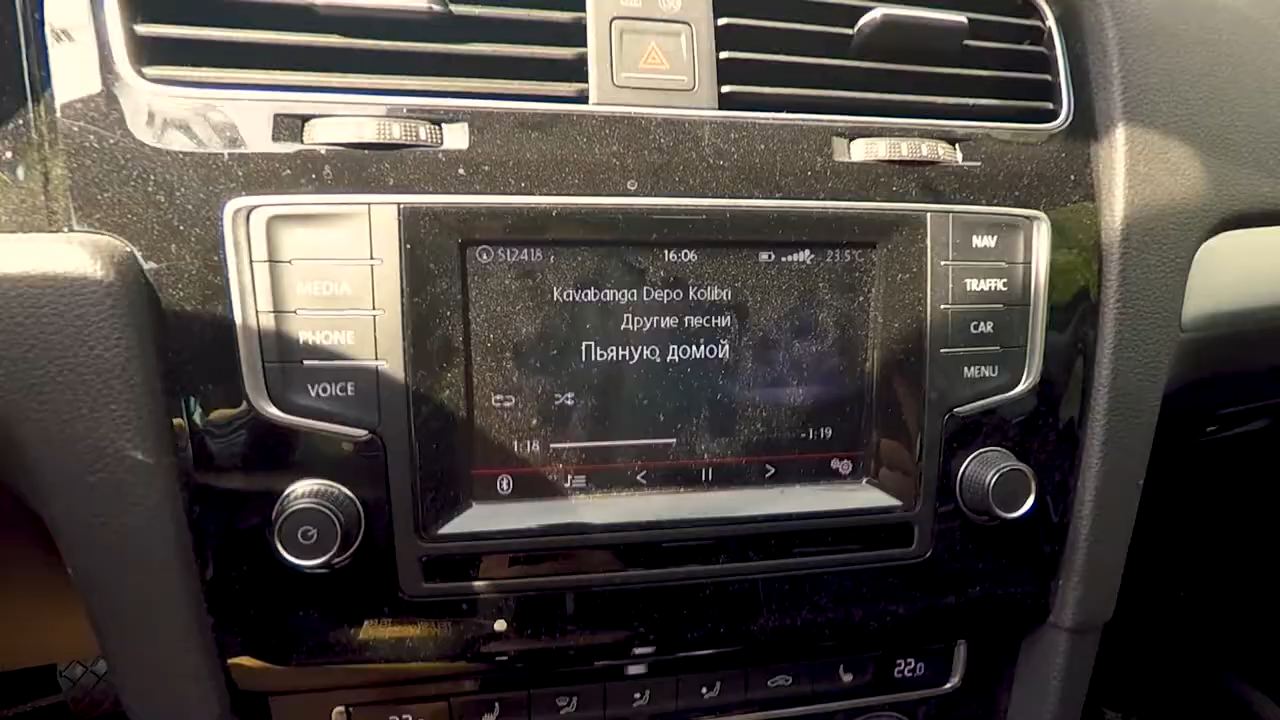 SI2418 16:06 23.5°C
Kavabanga Depo Kolibri
Другие песни
Пьяную домой
1:18 -1:19
MEDIA
PHONE
VOICE
NAV
TRAFFIC
CAR
MENU
22.0